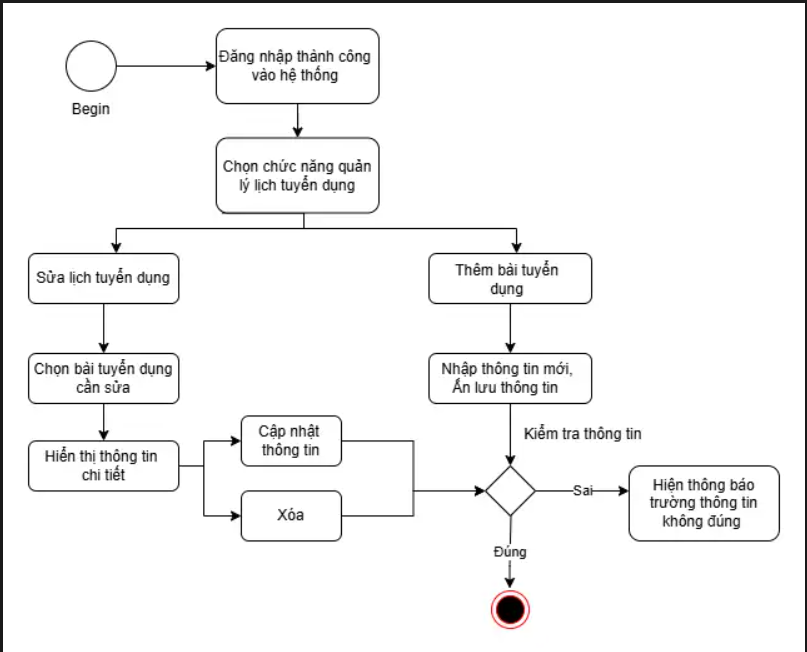 Đăng nhập thành công
vào hệ thống
Begin
Chọn chức năng quản
lý lịch tuyển dụng
Sửa lịch tuyển dụng
Thêm bài tuyển
dụng
Chọn bài tuyển dụng
cần sửa
Nhập thông tin mới,
Ấn lưu thông tin
Hiển thị thông tin
chi tiết
Cập nhật
thông tin
Kiểm tra thông tin
Xóa
Sai
Hiện thông báo
trường thông tin
không đúng
Đúng